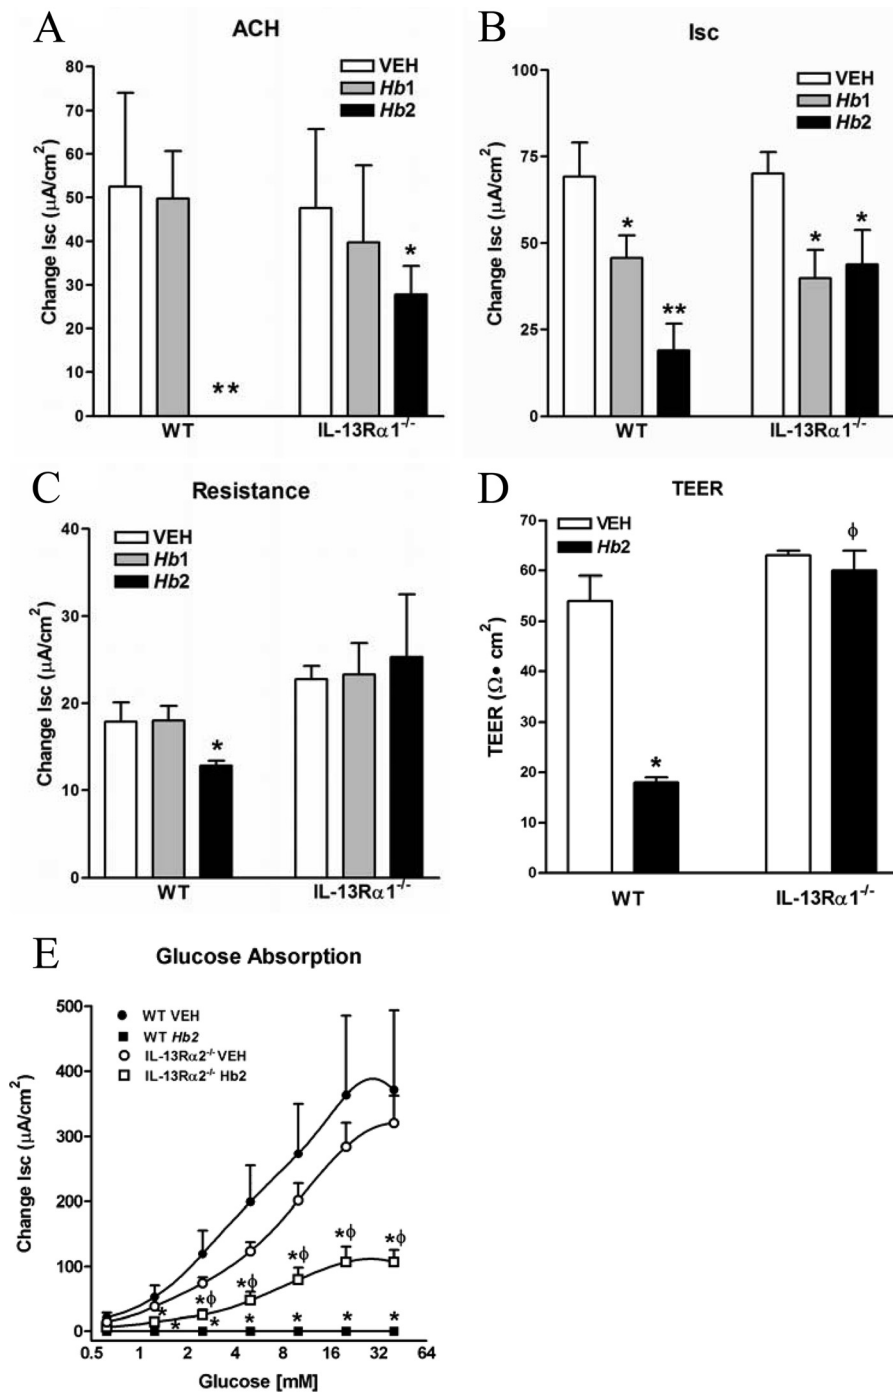 A
ACH
VEH
Hb1
Hb2
Change Isc (µA/cm²)
80
70
60
50
40
30
20
10
0
**
*
WT
IL-13Rα1⁻/⁻
B
Isc
VEH
Hb1
Hb2
Change Isc (µA/cm²)
100
75
50
25
0
*
**
*
*
WT
IL-13Rα1⁻/⁻
C
Resistance
VEH
Hb1
Hb2
Change Isc (µA/cm²)
40
30
20
10
0
*
WT
IL-13Rα1⁻/⁻
D
TEER
VEH
Hb2
TEER (Ω• cm²)
70
60
50
40
30
20
10
0
*
ϕ
WT
IL-13Rα1⁻/⁻
E
Glucose Absorption
WT VEH
WT Hb2
IL-13Rα2⁻/⁻ VEH
IL-13Rα2⁻/⁻ Hb2
Change Isc (µA/cm²)
500
400
300
200
100
0
*ϕ *ϕ *ϕ *ϕ *ϕ
*
* * * * * *
0.5 1 2 4 8 16 32 64
Glucose [mM]